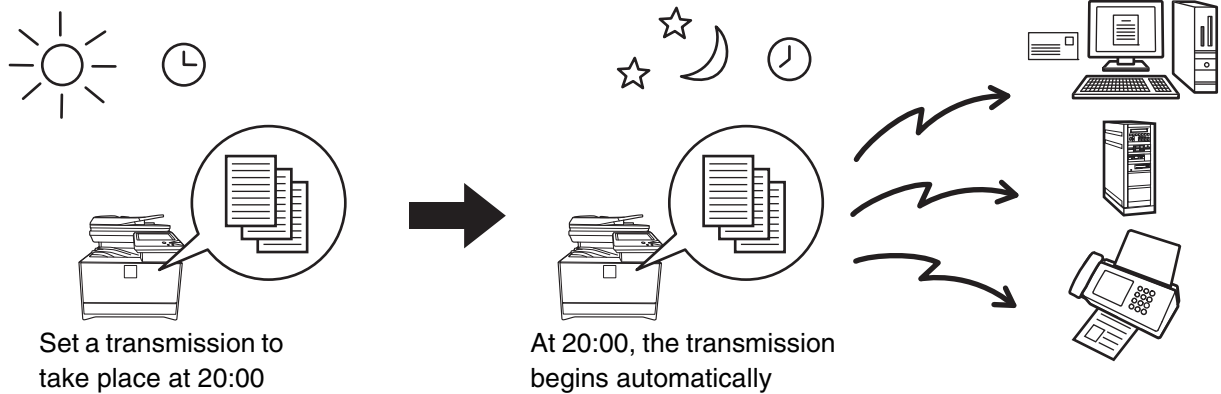 Set a transmission to
take place at 20:00
At 20:00, the transmission
begins automatically